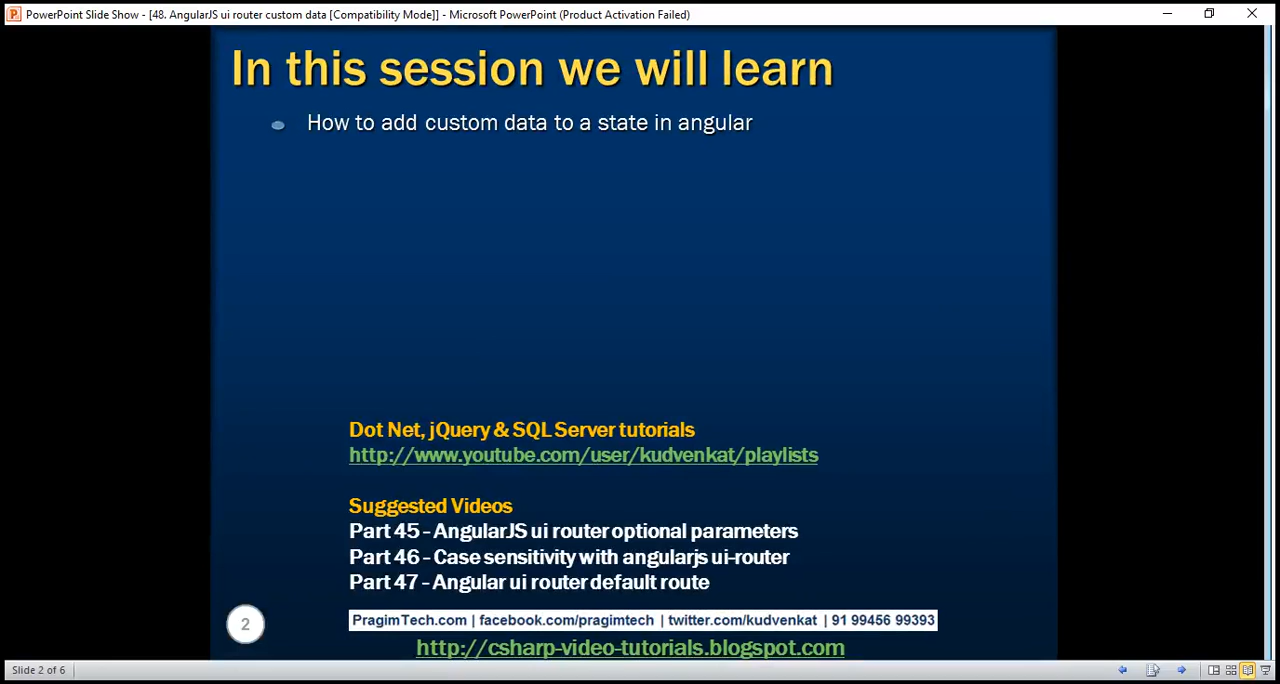 PowerPoint Slide Show - [48. AngularJS ui router custom data [Compatibility Mode]] - Microsoft PowerPoint (Product Activation Failed)
In this session we will learn
How to add custom data to a state in angular
Dot Net, jQuery & SQL Server tutorials
http://www.youtube.com/user/kudvenkat/playlists
Suggested Videos
Part 45 - AngularJS ui router optional parameters
Part 46 - Case sensitivity with angularjs ui-router
Part 47 - Angular ui router default route
2
PragimTech.com | facebook.com/pragimtech | twitter.com/kudvenkat | 91 99456 99393
http://csharp-video-tutorials.blogspot.com
Slide 2 of 6